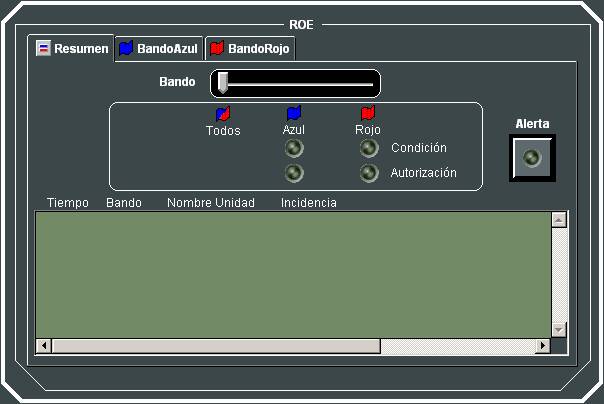 ROE
Resumen BandoAzul BandoRojo
Bando
Todos Azul Rojo
Alerta
Condición
Autorización
Tiempo Bando Nombre Unidad Incidencia